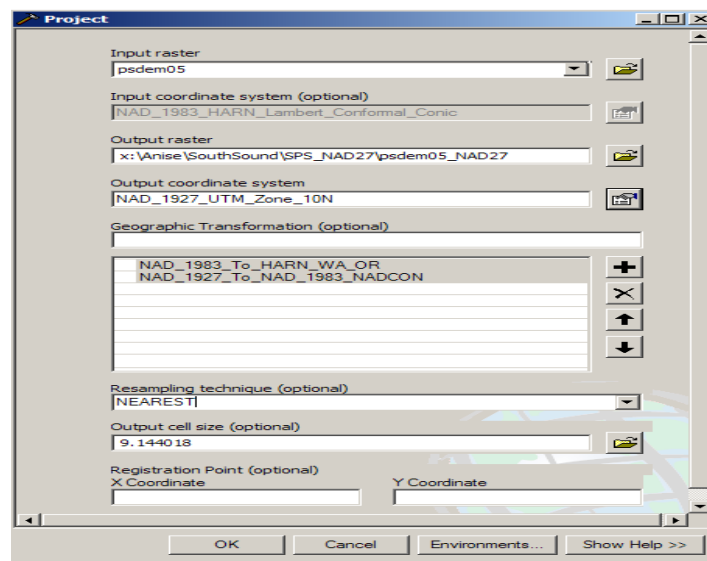 Project
Input raster
psdem05
Input coordinate system (optional)
NAD_1983_HARN_Lambert_Conformal_Conic
Output raster
x:\Anise\SouthSound\SPS_NAD27\psdem05_NAD27
Output coordinate system
NAD_1927_UTM_Zone_10N
Geographic Transformation (optional)
NAD_1983_To_HARN_WA_OR
NAD_1927_To_NAD_1983_NADCON
Resampling technique (optional)
NEAREST
Output cell size (optional)
9.144018
Registration Point (optional)
X Coordinate Y Coordinate
OK Cancel Environments... Show Help >>